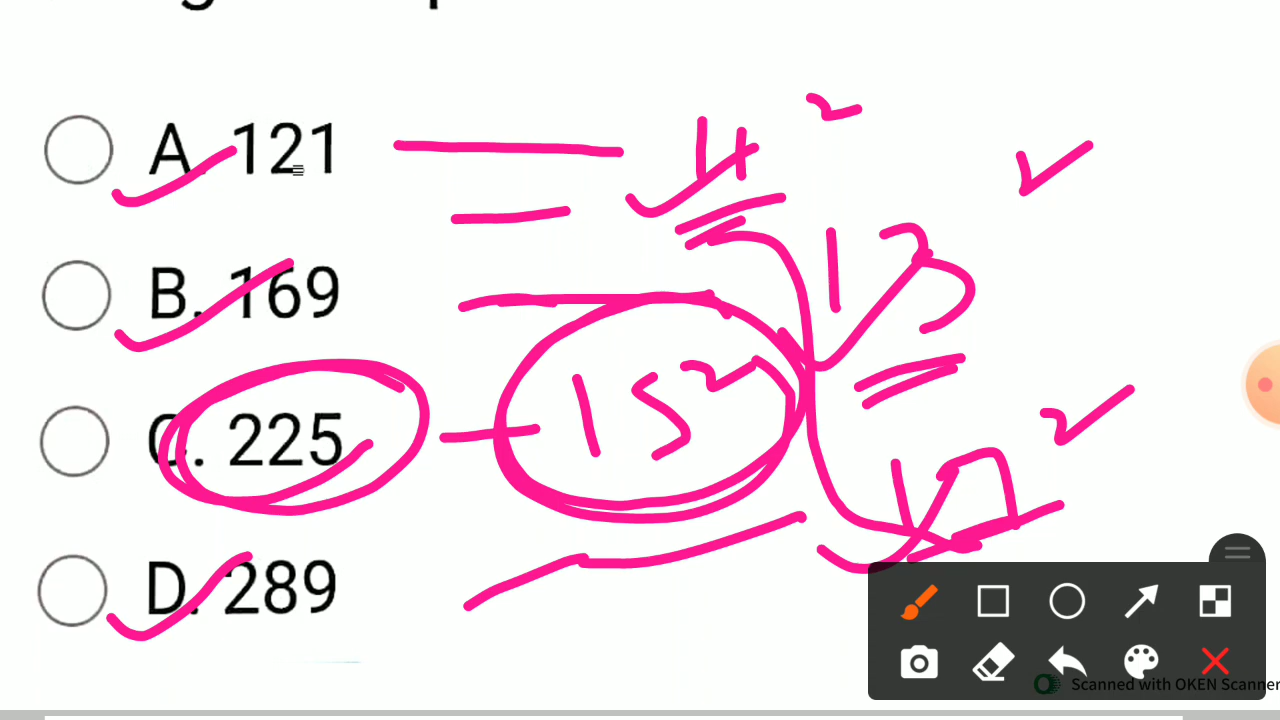 A. 121
11²
B. 169
13²
C. 225
15²
D. 289
17²
Scanned with OKEN Scanner